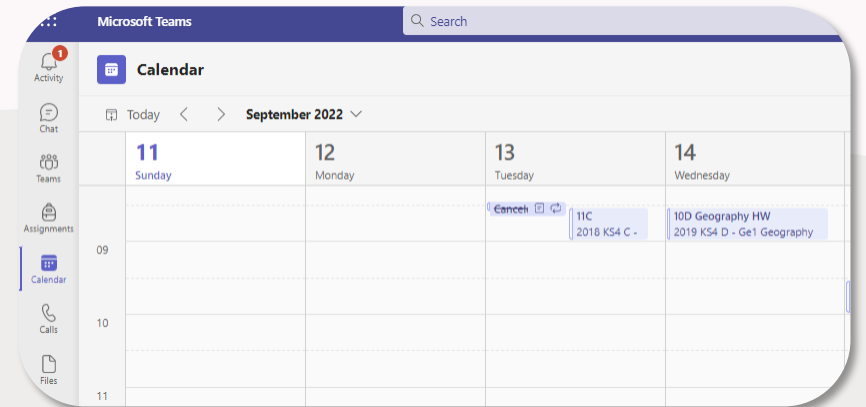 Microsoft Teams
Search
1
Activity
Chat
Teams
Assignments
Calendar
Calls
Files
Calendar
Today
September 2022
11
Sunday
12
Monday
13
Tuesday
14
Wednesday
09
10
11
11C
2018 KS4 C -
10D Geography HW
2019 KS4 D - Ge1 Geography